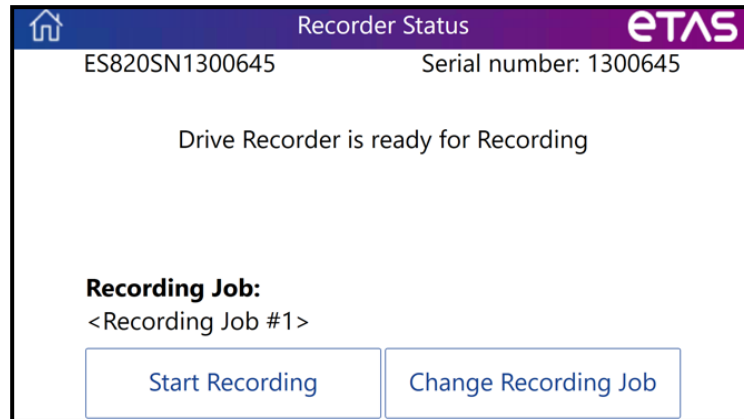 Recorder Status
eTAS
ES820SN1300645 Serial number: 1300645
Drive Recorder is ready for Recording
Recording Job:
<Recording Job #1>
Start Recording Change Recording Job